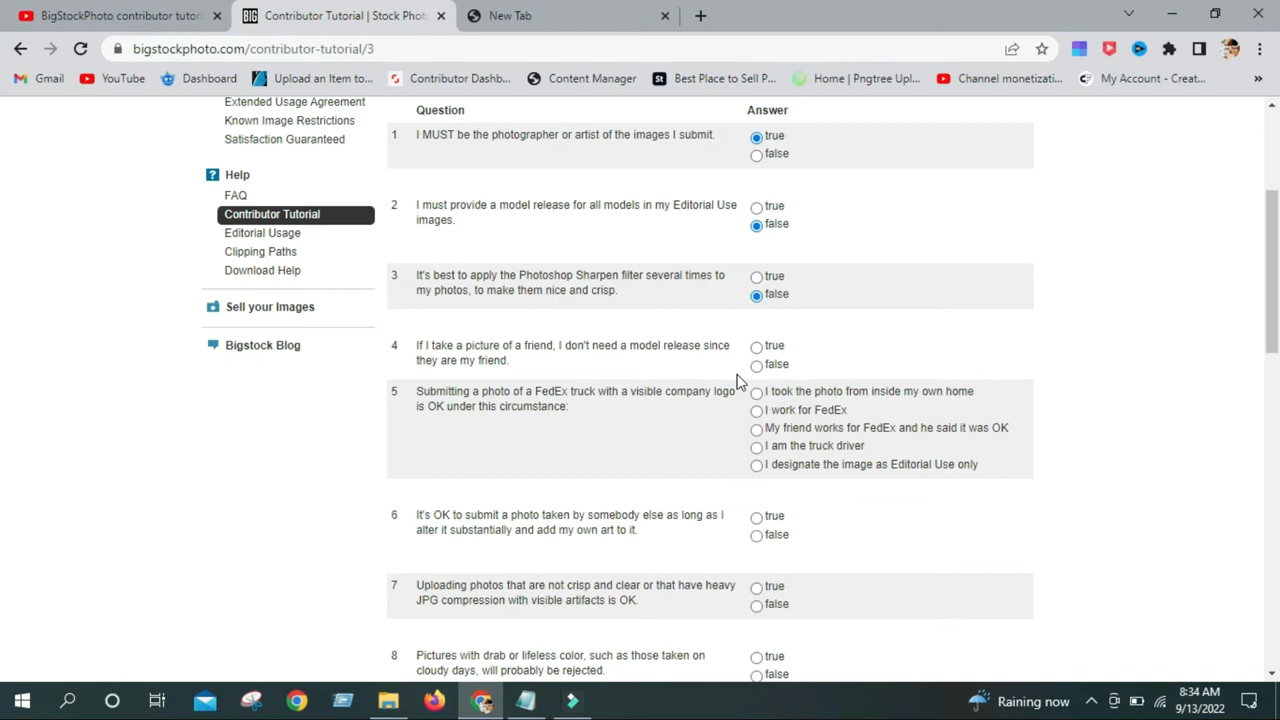 BigStockPhoto contributor tutori
Contributor Tutorial | Stock Phot
New Tab
bigstockphoto.com/contributor-tutorial/3
Gmail
YouTube
Dashboard
Upload an Item to...
Contributor Dashb...
Content Manager
Best Place to Sell P...
Home | Pngtree Upl...
Channel monetizati...
My Account - Creat...
»
Extended Usage Agreement
Known Image Restrictions
Satisfaction Guaranteed
Help
FAQ
Contributor Tutorial
Editorial Usage
Clipping Paths
Download Help
Sell your Images
Bigstock Blog
Question Answer
1 I MUST be the photographer or artist of the images I submit.
true
false
2 I must provide a model release for all models in my Editorial Use
images.
true
false
3 It's best to apply the Photoshop Sharpen filter several times to
my photos, to make them nice and crisp.
true
false
4 If I take a picture of a friend, I don't need a model release since
they are my friend.
true
false
5 Submitting a photo of a FedEx truck with a visible company logo
is OK under this circumstance:
I took the photo from inside my own home
I work for FedEx
My friend works for FedEx and he said it was OK
I am the truck driver
I designate the image as Editorial Use only
6 It's OK to submit a photo taken by somebody else as long as I
alter it substantially and add my own art to it.
true
false
7 Uploading photos that are not crisp and clear or that have heavy
JPG compression with visible artifacts is OK.
true
false
8 Pictures with drab or lifeless color, such as those taken on
cloudy days, will probably be rejected.
true
false
Raining now
8:34 AM
9/13/2022